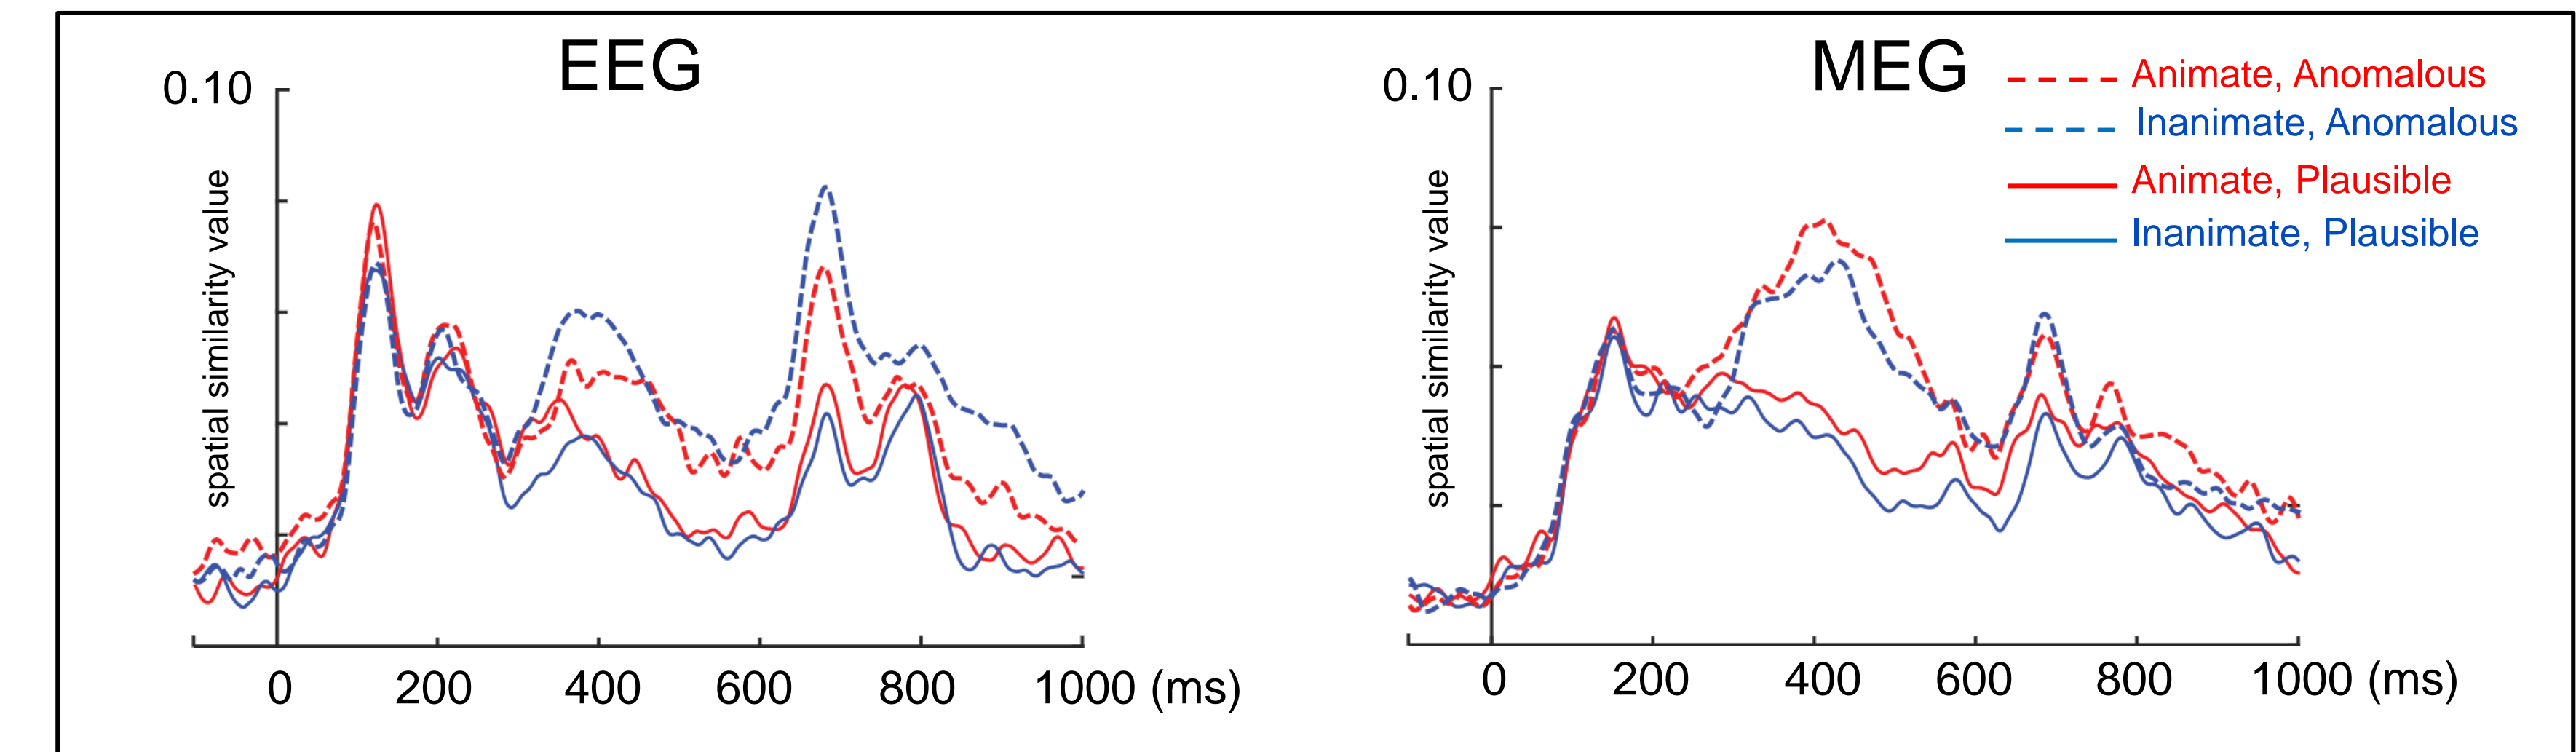 EEG
0.10
spatial similarity value
0 200 400 600 800 1000 (ms)
MEG
0.10
spatial similarity value
0 200 400 600 800 1000 (ms)
Animate, Anomalous
Inanimate, Anomalous
Animate, Plausible
Inanimate, Plausible